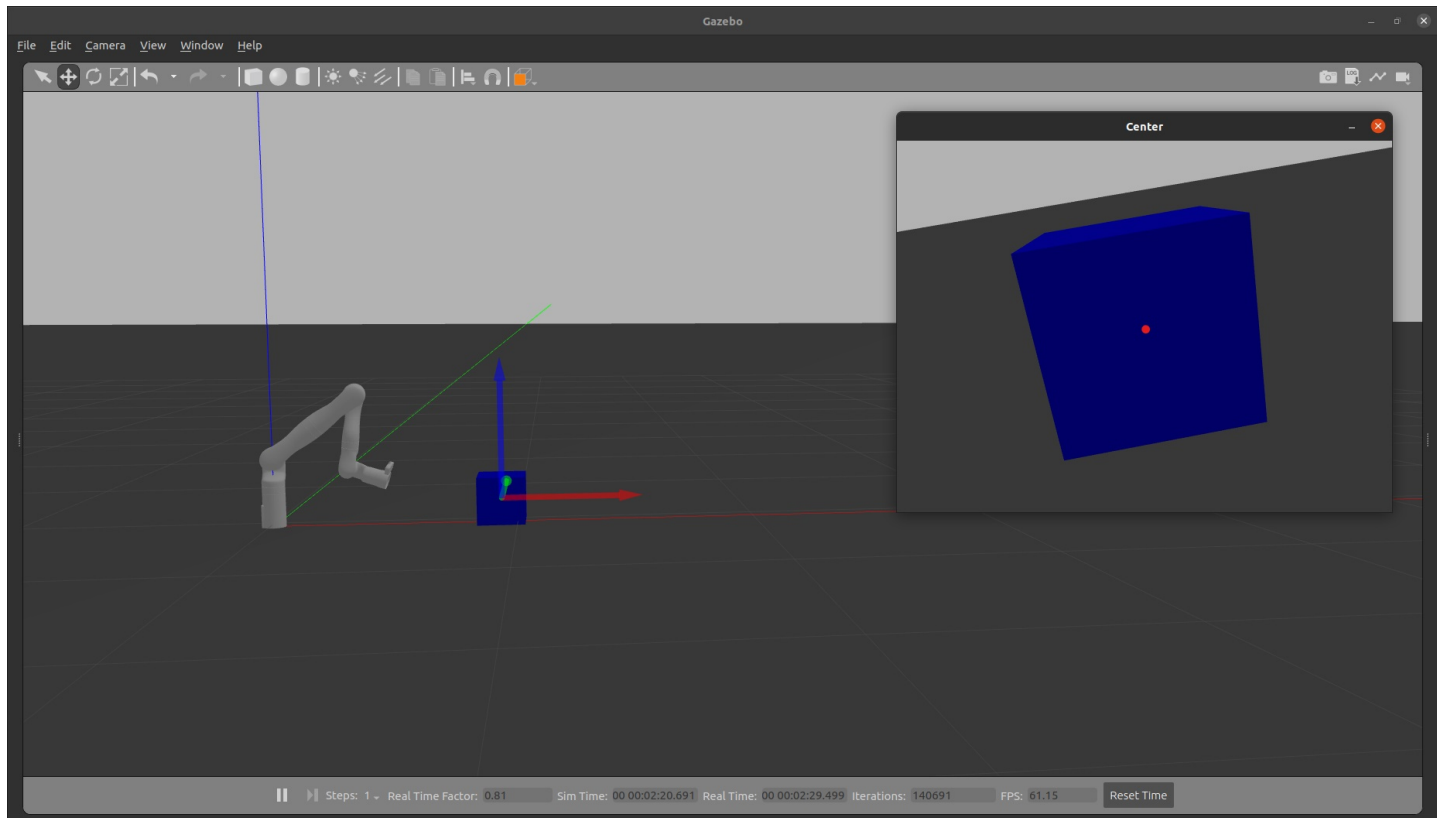 Gazebo
File Edit Camera View Window Help
LOG
Center
Steps: 1 Real Time Factor: 0.81 Sim Time: 00 00:02:20.691 Real Time: 00 00:02:29.499 Iterations: 140691 FPS: 61.15 Reset Time